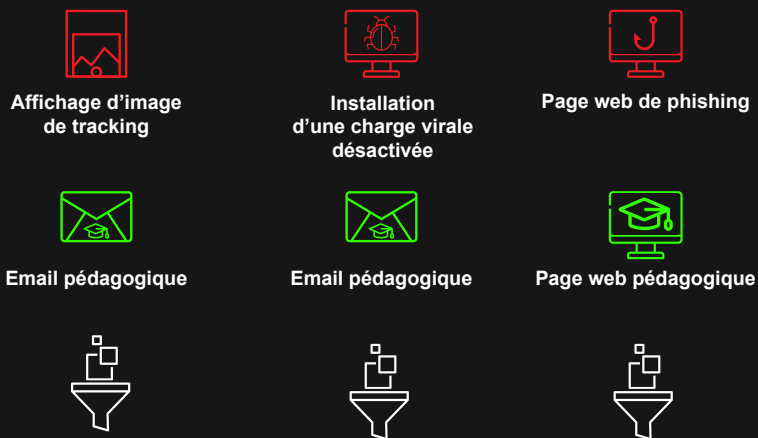 Affichage d'image
de tracking
Installation
d'une charge virale
désactivée
Page web de phishing
Email pédagogique
Email pédagogique
Page web pédagogique